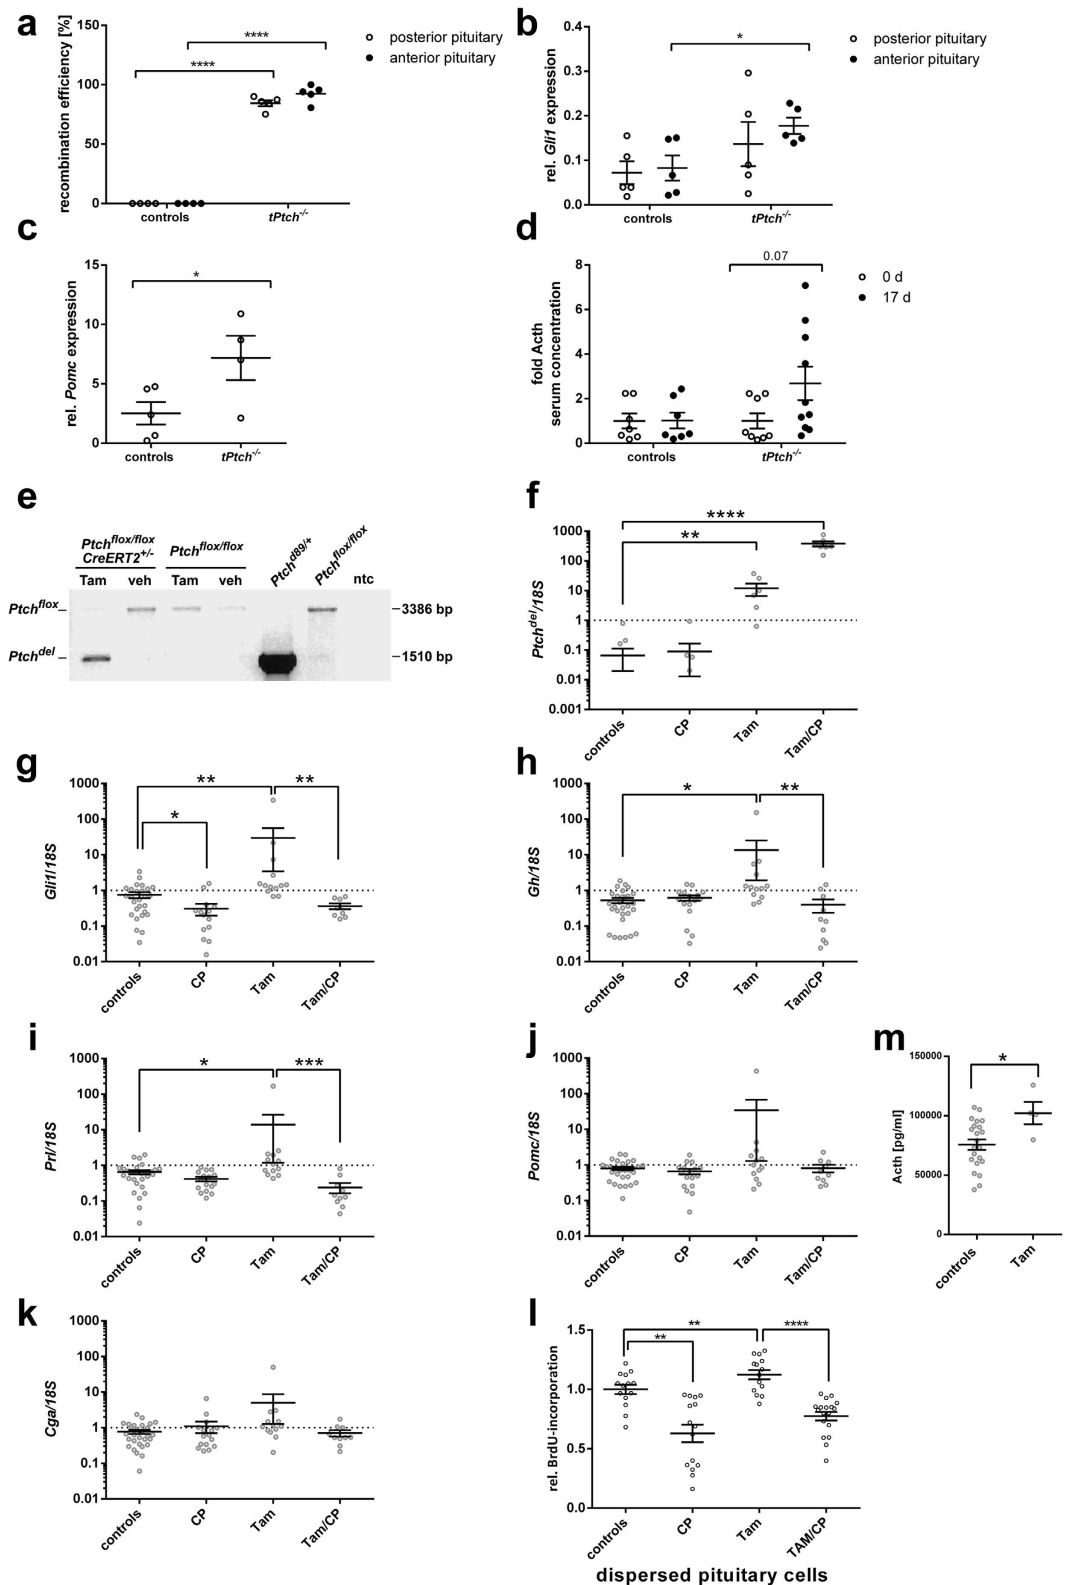 a
recombination efficiency [%]
150
100
50
0
****
****
posterior pituitary
anterior pituitary
controls
tPtch-/-
b
rel. Gli1 expression
0.4
0.3
0.2
0.1
0.0
*
posterior pituitary
anterior pituitary
controls
tPtch-/-
c
rel. Pomc expression
15
10
5
0
*
controls
tPtch-/-
d
fold Acth
serum concentration
8
6
4
2
0
0.07
0 d
17 d
controls
tPtch-/-
e
Ptchflox/flox
CreERT2+/-
Ptchflox/flox
Ptchd89/+
Ptchflox/flox
Tam
veh
Tam
veh
ntc
Ptchflox–
–3386 bp
Ptchdel –
–1510 bp
f
Ptchdel/18S
1000
100
10
1
0.1
0.01
0.001
****
**
controls
CP
Tam
Tam/CP
g
Gli1/18S
1000
100
10
1
0.1
0.01
**
**
*
controls
CP
Tam
Tam/CP
h
Gh/18S
1000
100
10
1
0.1
0.01
*
**
controls
CP
Tam
Tam/CP
i
Prl/18S
1000
100
10
1
0.1
0.01
*
***
controls
CP
Tam
Tam/CP
j
Pomc/18S
1000
100
10
1
0.1
0.01
controls
CP
Tam
Tam/CP
m
Acth [pg/ml]
150000
100000
50000
0
*
controls
Tam
k
Cga/18S
1000
100
10
1
0.1
0.01
controls
CP
Tam
Tam/CP
l
rel. BrdU-incorporation
1.5
1.0
0.5
0.0
**
**
****
controls
CP
Tam
TAM/CP
dispersed pituitary cells